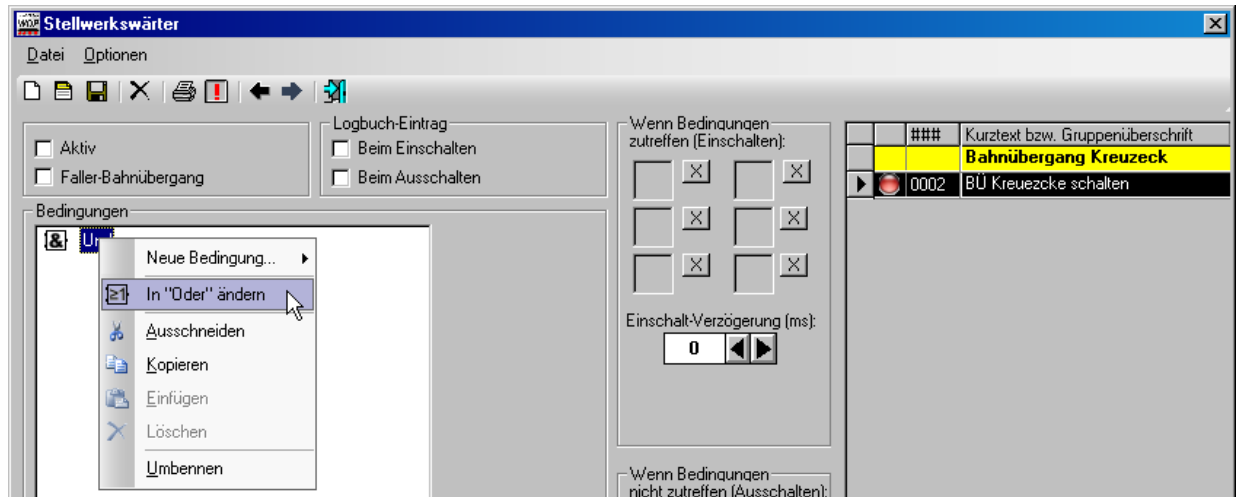 Stellwerkswärter
Datei Optionen
Aktiv
Faller-Bahnübergang
Logbuch-Eintrag
Beim Einschalten
Beim Ausschalten
Bedingungen
&
Neue Bedingung...
≥1 In "Oder" ändern
Ausschneiden
Kopieren
Einfügen
Löschen
Umbennen
Wenn Bedingungen
zutreffen (Einschalten):
X X
X X
X X
Einschalt-Verzögerung (ms):
0
Wenn Bedingungen
nicht zutreffen (Ausschalten):
### Kurztext bzw. Gruppenüberschrift
Bahnübergang Kreuzeck
0002 BÜ Kreuezcke schalten